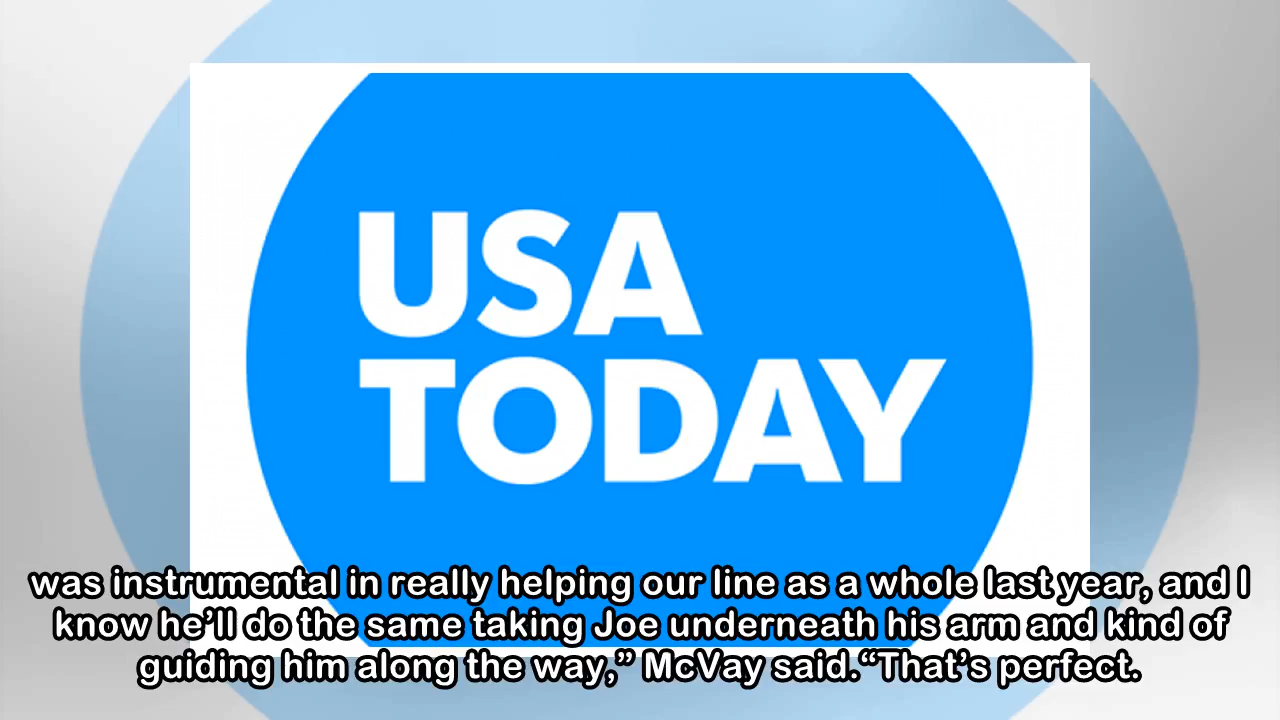 USA
TODAY
was instrumental in really helping our line as a whole last year, and I
know he’ll do the same taking Joe underneath his arm and kind of
guiding him along the way,” McVay said.“That’s perfect.